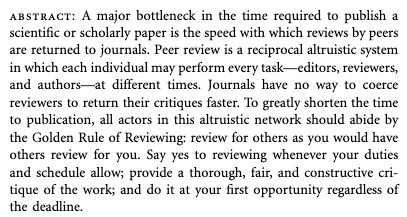 ABSTRACT: A major bottleneck in the time required to publish a
scientific or scholarly paper is the speed with which reviews by peers
are returned to journals. Peer review is a reciprocal altruistic system
in which each individual may perform every task—editors, reviewers,
and authors—at different times. Journals have no way to coerce
reviewers to return their critiques faster. To greatly shorten the time
to publication, all actors in this altruistic network should abide by
the Golden Rule of Reviewing: review for others as you would have
others review for you. Say yes to reviewing whenever your duties
and schedule allow; provide a thorough, fair, and constructive cri-
tique of the work; and do it at your first opportunity regardless of
the deadline.